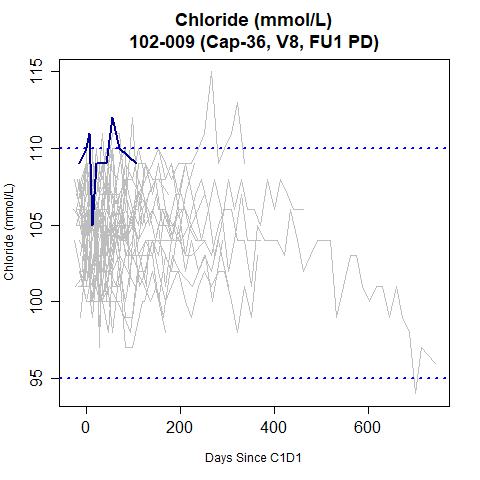 Chloride (mmol/L)
102-009 (Cap-36, V8, FU1 PD)
Chloride (mmol/L)
115
110
105
100
95
0
200
400
600
Days Since C1D1